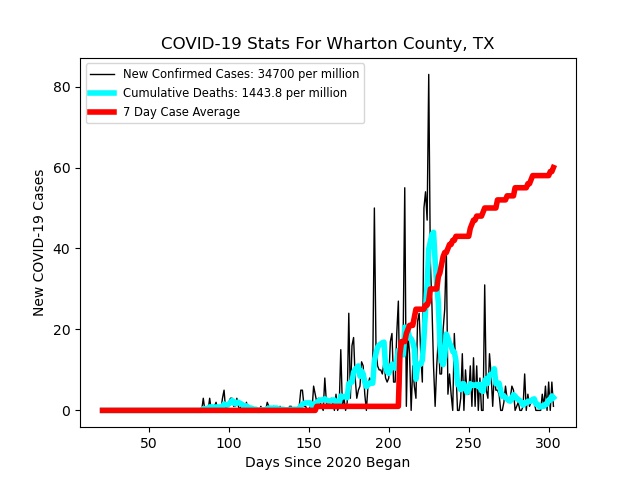 COVID-19 Stats For Wharton County, TX
New Confirmed Cases: 34700 per million
Cumulative Deaths: 1443.8 per million
7 Day Case Average
New COVID-19 Cases
80
60
40
20
0
50 100 150 200 250 300
Days Since 2020 Began